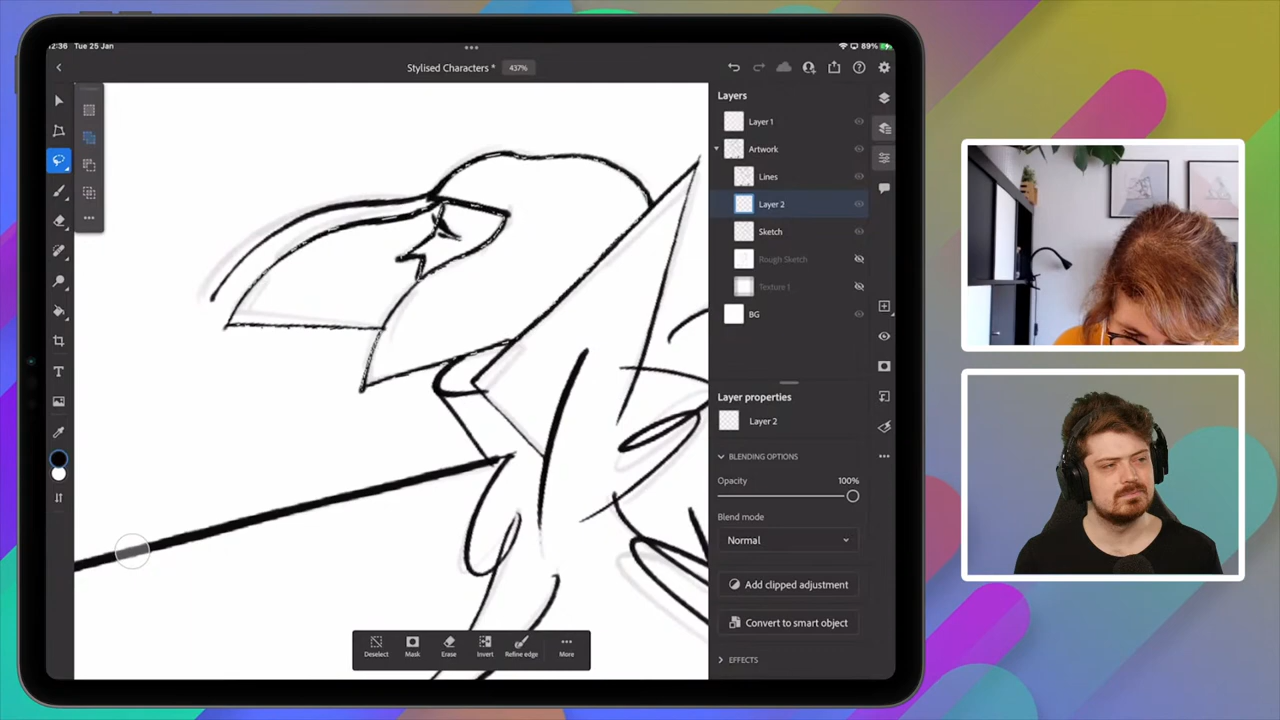 :36 Tue 25 Jan
89%
Stylised Characters *
437%
Layers
Layer 1
Artwork
Lines
Layer 2
Sketch
Rough Sketch
Texture 1
BG
Layer properties
Layer 2
BLENDING OPTIONS
Opacity 100%
Blend mode
Normal
Add clipped adjustment
Convert to smart object
EFFECTS
T
Deselect Mask Erase Invert Refine edge More